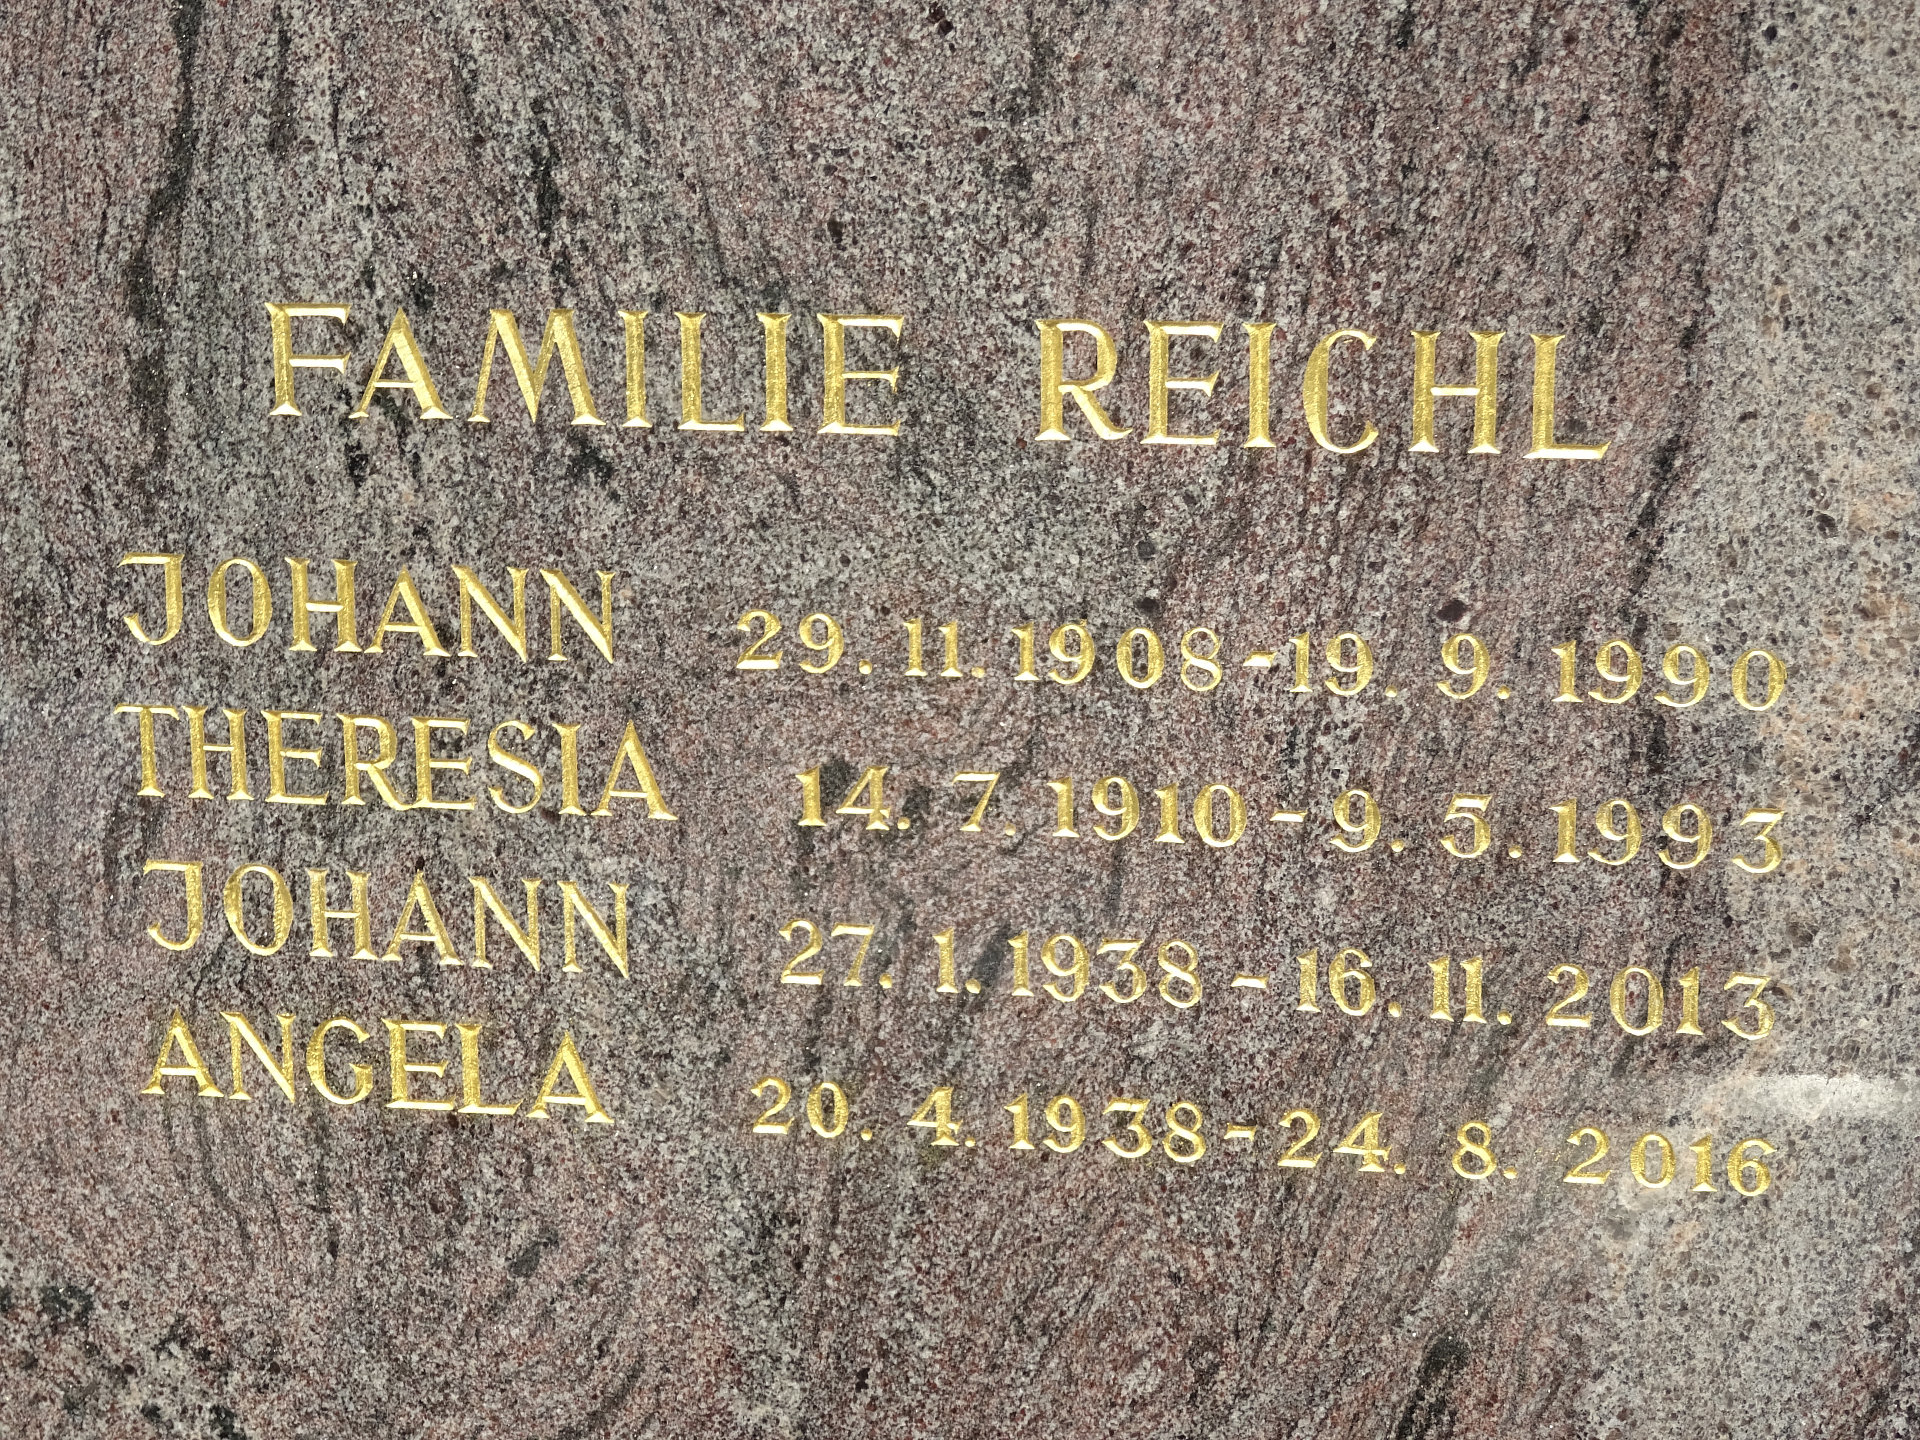 FAMILIE REICHL
JOHANN 29. 11. 1908 - 19. 9. 1990
THERESIA 14. 7. 1910 - 9. 5. 1993
JOHANN 27. 1. 1938 - 16. 11. 2013
ANGELA 20. 4. 1938 - 24. 8. 2016